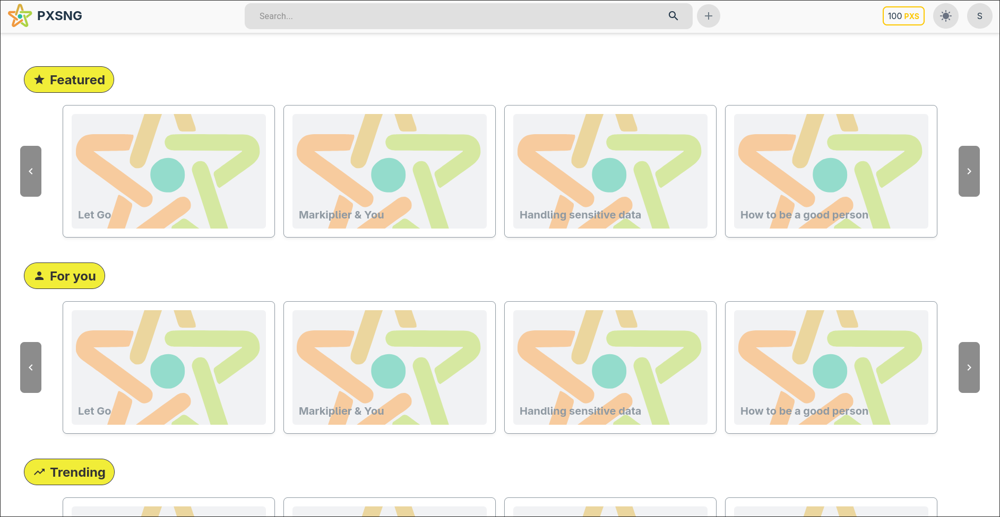 PXSNG
Search...
100 PXS
S
Featured
Let Go
Markiplier & You
Handling sensitive data
How to be a good person
For you
Let Go
Markiplier & You
Handling sensitive data
How to be a good person
Trending